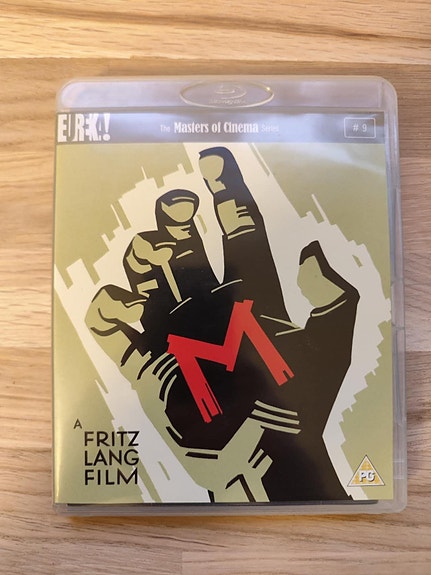 EUREKA!
The Masters of Cinema Series
# 9
M
A
FRITZ
LANG
FILM
PG